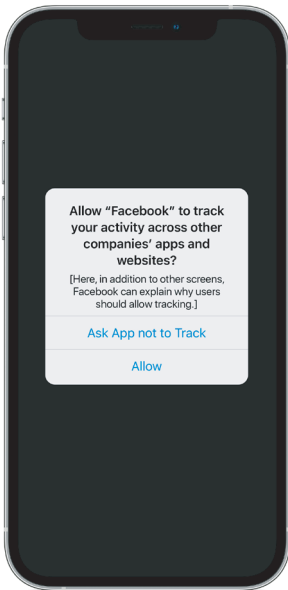 Allow “Facebook” to track
your activity across other
companies’ apps and
websites?
[Here, in addition to other screens,
Facebook can explain why users
should allow tracking.]
Ask App not to Track
Allow